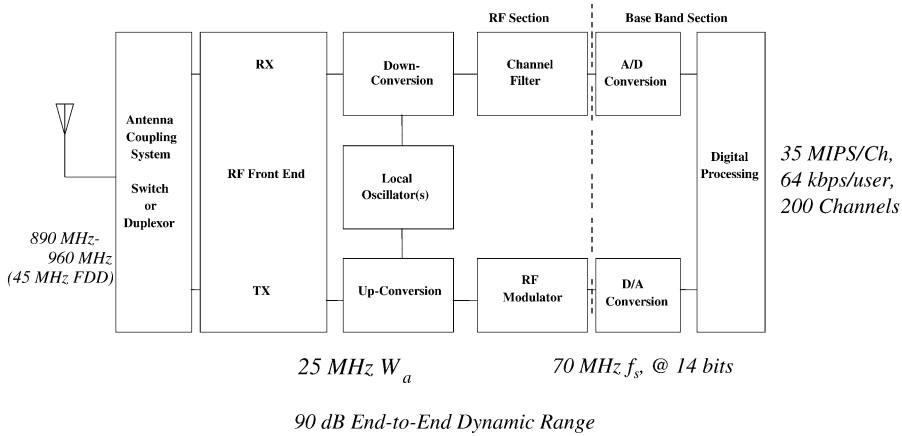 RF Section
Base Band Section
RX
Down-
Conversion
Channel
Filter
A/D
Conversion
Antenna
Coupling
System
Switch
or
Duplexor
RF Front End
Local
Oscillator(s)
Digital
Processing
35 MIPS/Ch,
64 kbps/user,
200 Channels
890 MHz-
960 MHz
(45 MHz FDD)
TX
Up-Conversion
RF
Modulator
D/A
Conversion
25 MHz Wa
70 MHz fs, @ 14 bits
90 dB End-to-End Dynamic Range